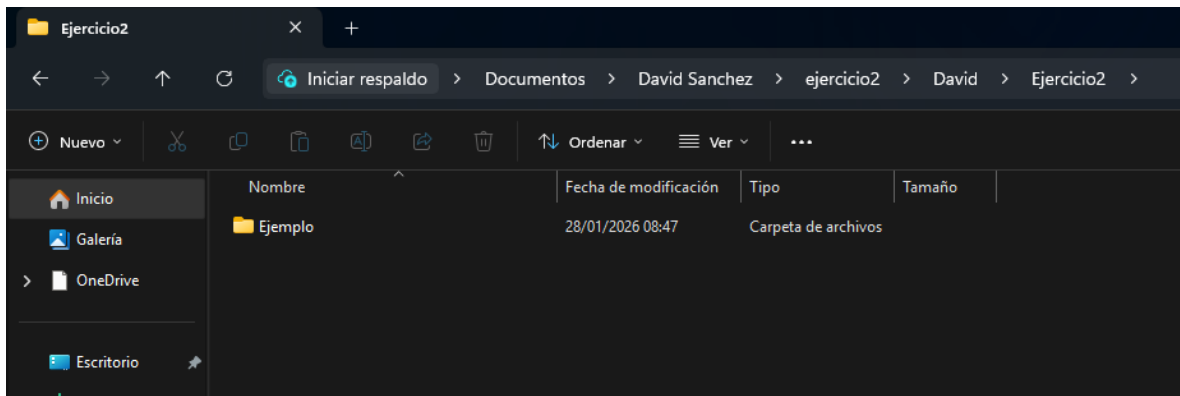 Ejercicio2
Iniciar respaldo > Documentos > David Sanchez > ejercicio2 > David > Ejercicio2 >
Nuevo Ordenar Ver
Inicio
Galería
OneDrive
Escritorio
Nombre Fecha de modificación Tipo Tamaño
Ejemplo 28/01/2026 08:47 Carpeta de archivos